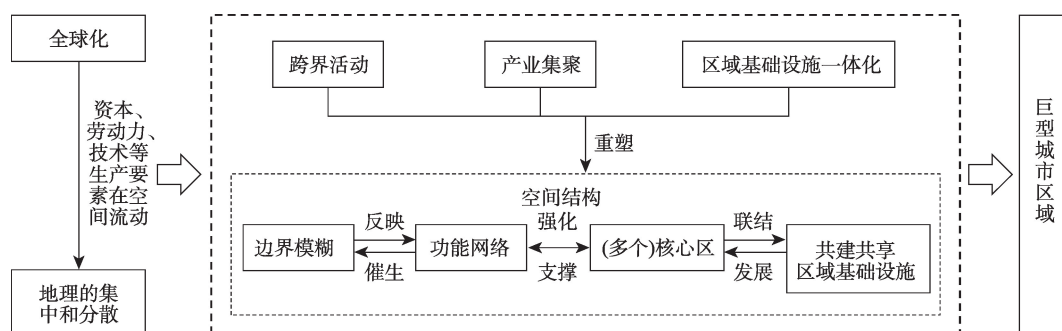 全球化
资本、
劳动力、
技术等
生产要
素在空
间流动
地理的集
中和分散
跨界活动
产业集聚
区域基础设施一体化
重塑
空间结构
边界模糊
反映
催生
功能网络
强化
支撑
(多个)核心区
联结
发展
共建共享
区域基础设施
巨型城市区域